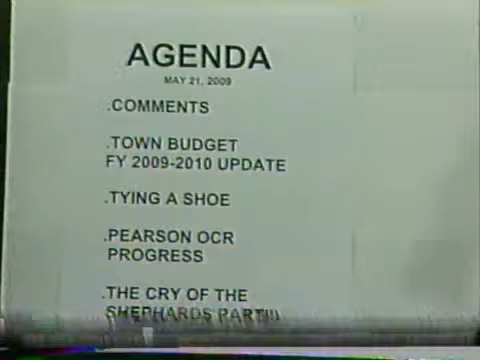 AGENDA
MAY 21, 2009
.COMMENTS
.TOWN BUDGET
FY 2009-2010 UPDATE
.TYING A SHOE
.PEARSON OCR
PROGRESS
.THE CRY OF THE
SHEPHARDS PART